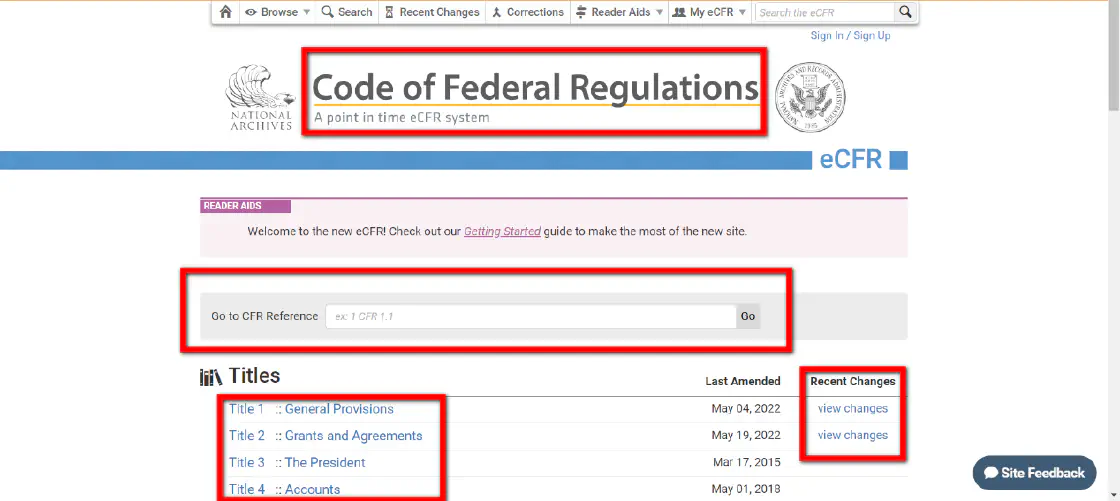 Browse Search Recent Changes Corrections Reader Aids My eCFR Search the eCFR
Sign In / Sign Up
NATIONAL ARCHIVES
Code of Federal Regulations
A point in time eCFR system
eCFR
READER AIDS
Welcome to the new eCFR! Check out our Getting Started guide to make the most of the new site.
Go to CFR Reference ex: 1 CFR 1.1 Go
Titles Last Amended Recent Changes
Title 1 :: General Provisions May 04, 2022 view changes
Title 2 :: Grants and Agreements May 19, 2022 view changes
Title 3 :: The President Mar 17, 2015
Title 4 :: Accounts May 01, 2018
Site Feedback